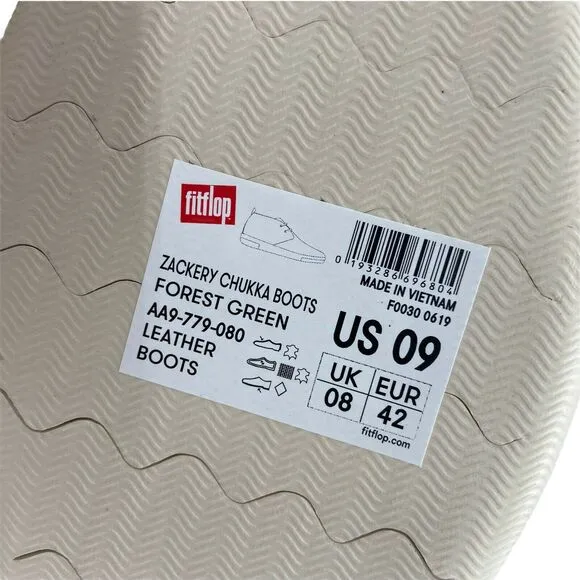 fitflop
ZACKERY CHUKKA BOOTS
FOREST GREEN
AA9-779-080
LEATHER
BOOTS
0 193286 696804
MADE IN VIETNAM
F0030 0619
US 09
UK EUR
08 42
fitflop.com